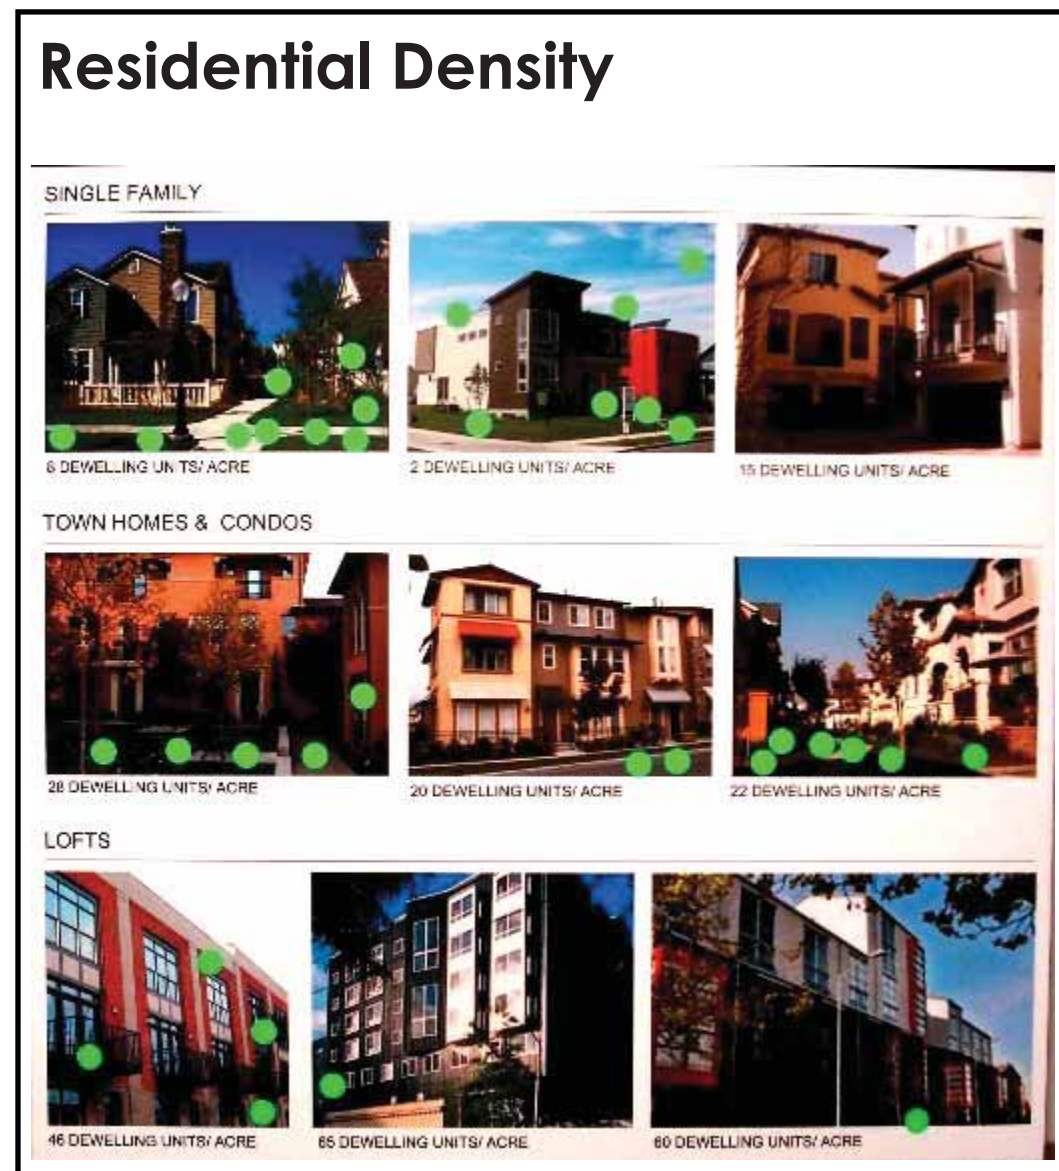 Residential Density
SINGLE FAMILY
6 DEWELLING UNITS/ ACRE
2 DEWELLING UNITS/ ACRE
15 DEWELLING UNITS/ ACRE
TOWN HOMES & CONDOS
28 DEWELLING UNITS/ ACRE
20 DEWELLING UNITS/ ACRE
22 DEWELLING UNITS/ ACRE
LOFTS
46 DEWELLING UNITS/ ACRE
65 DEWELLING UNITS/ ACRE
60 DEWELLING UNITS/ ACRE